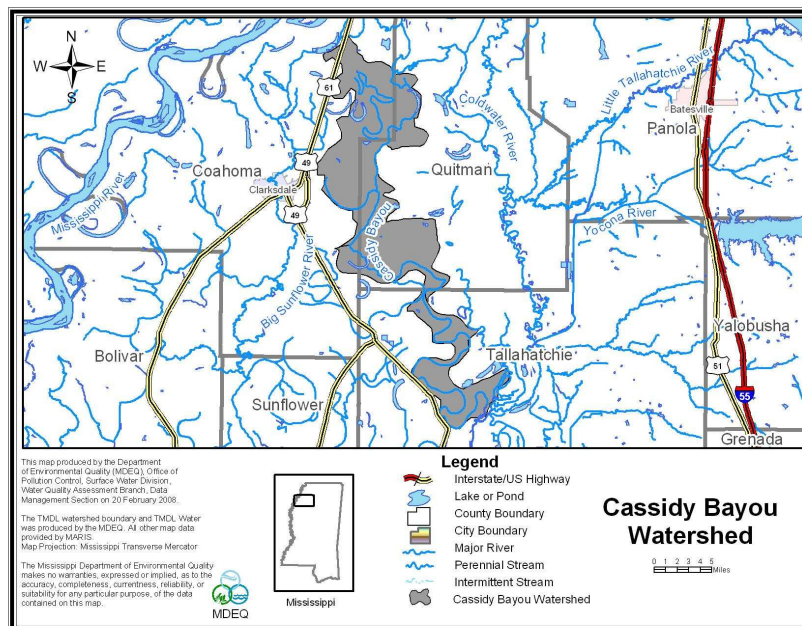 N
W E
S
61
Coldwater River
Little Tallahatchie River
Batesville
Panola
Coahoma
49
Quitman
Clarksdale
Mississippi River
49
Cassidy Bayou
Yocona River
Big Sunflower River
Bolivar
Tallahatchie
Yalobusha
51
Sunflower
55
Grenada
This map produced by the Department
of Environmental Quality (MDEQ), Office of
Pollution Control, Surface Water Division,
Water Quality Assessment Branch, Data
Management Section on 20 February 2008.
The TMDL watershed boundary and TMDL Water
was produced by the MDEQ. All other map data
provided by MARIS.
Map Projection: Mississippi Transverse Mercator
The Mississippi Department of Environmental Quality
makes no warranties, expressed or implied, as to the
accuracy, completeness, currentness, reliability, or
suitability for any particular purpose, of the data
contained on this map.
MDEQ
Mississippi
Legend
Interstate/US Highway
Lake or Pond
County Boundary
City Boundary
Major River
Perennial Stream
Intermittent Stream
Cassidy Bayou Watershed
Cassidy Bayou
Watershed
0 1 2 3 4 5
Miles